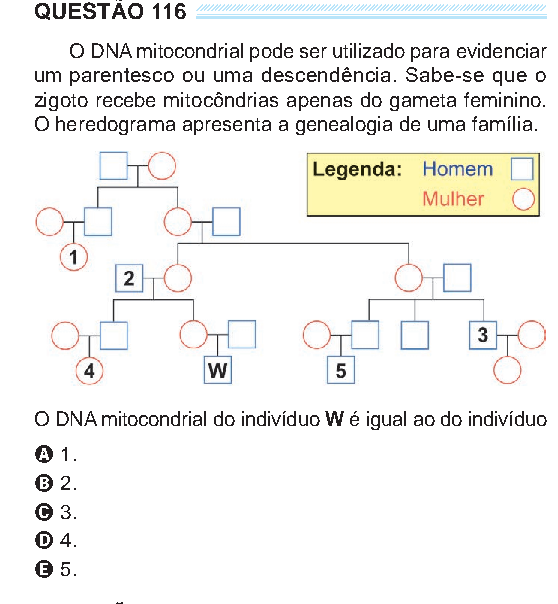 QUESTÃO 116
O DNA mitocondrial pode ser utilizado para evidenciar
um parentesco ou uma descendência. Sabe-se que o
zigoto recebe mitocôndrias apenas do gameta feminino.
O heredograma apresenta a genealogia de uma família.
Legenda: Homem
Mulher
1
2
3
4
W
5
O DNA mitocondrial do indivíduo W é igual ao do indivíduo
A 1.
B 2.
C 3.
D 4.
E 5.